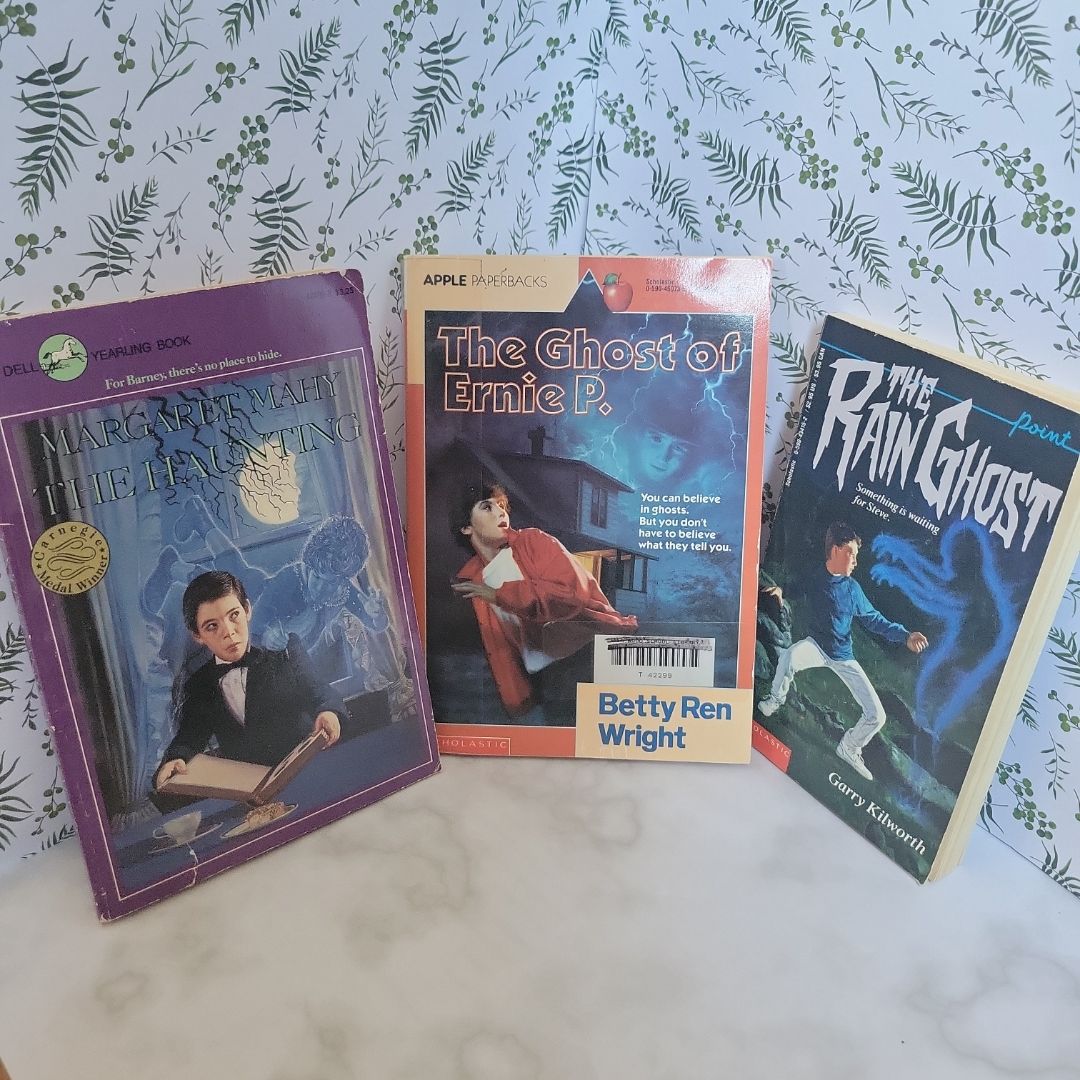 DELL YEARLING BOOK
For Barney, there's no place to hide.
MARGARET MAHY
THE HAUNTING
Carnegie
Medal Winner
APPLE PAPERBACKS
Scholastic
The Ghost of
Ernie P.
You can believe
in ghosts.
But you don't
have to believe
what they tell you.
T 42299
Betty Ren
Wright
SCHOLASTIC
point
THE
RAIN GHOST
Something is waiting
for Steve.
Scholastic
Garry Kilworth
SCHOLASTIC